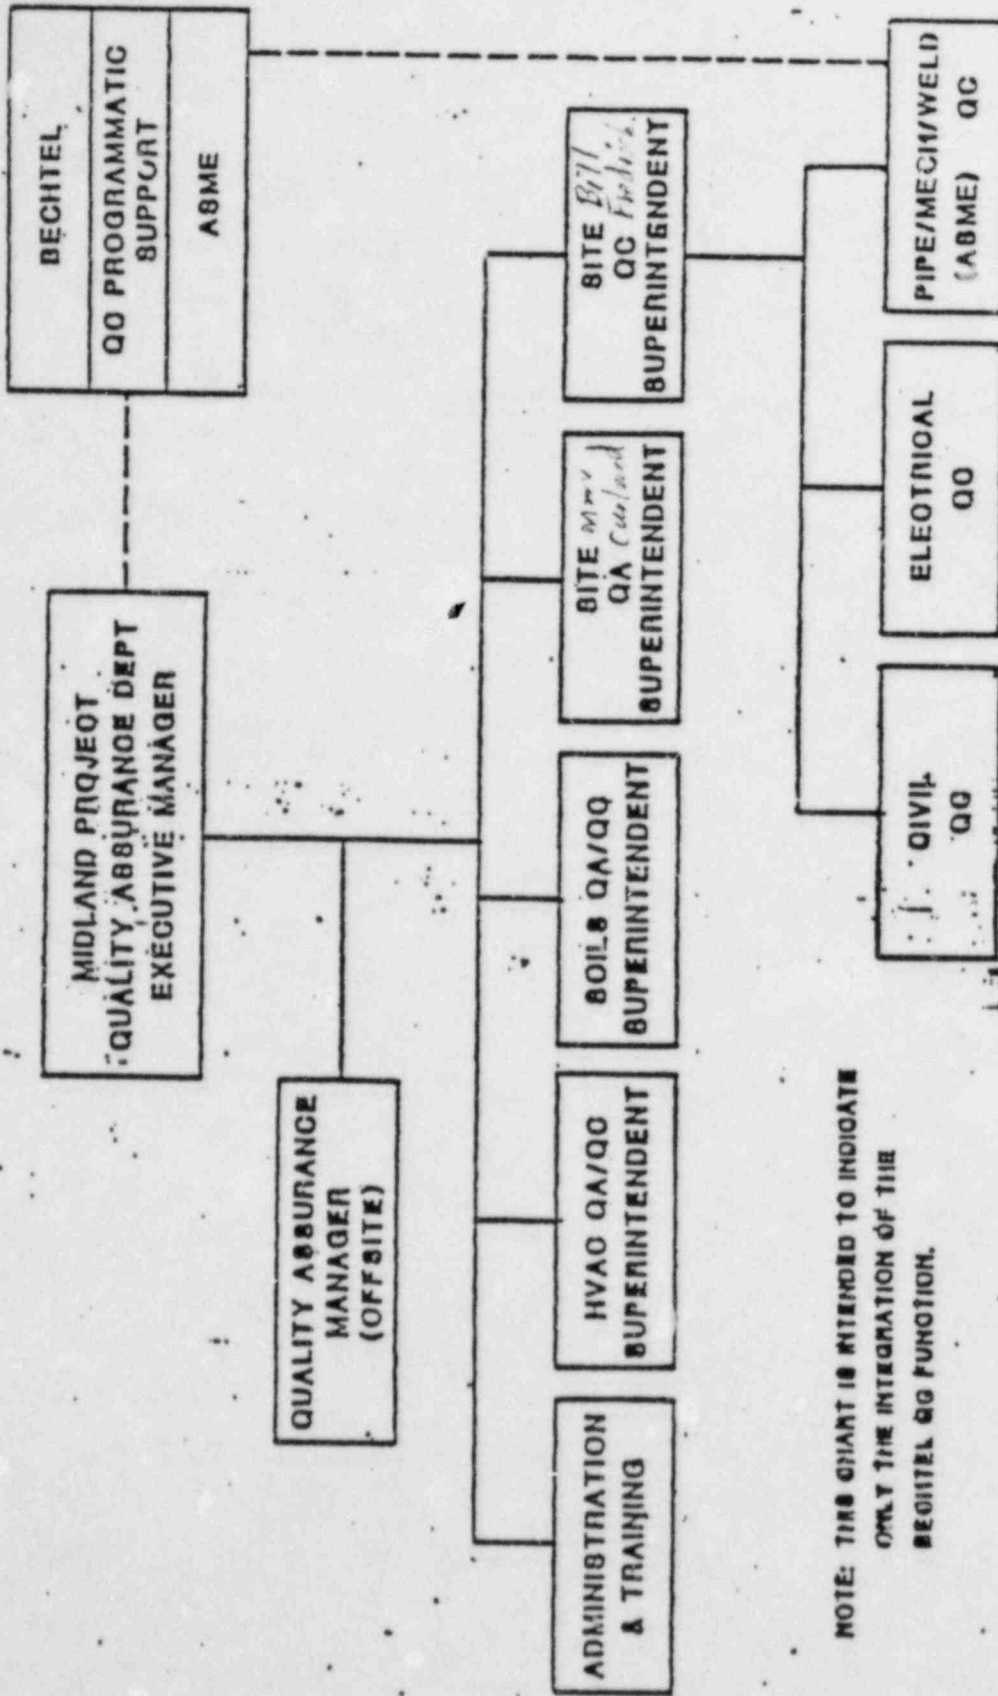 BECHTEL
QC PROGRAMMATIC
SUPPORT
ASME
MIDLAND PROJECT
QUALITY ASSURANCE DEPT
EXECUTIVE MANAGER
QUALITY ASSURANCE
MANAGER
(OFFSITE)
ADMINISTRATION
& TRAINING
HVAC QA/QC
SUPERINTENDENT
SOILS QA/QC
SUPERINTENDENT
SITE
QA
SUPERINTENDENT
SITE Bill
QC
SUPERINTENDENT
CIVIL
QC
ELECTRICAL
QC
PIPE/MECH/WELD
(ASME) QC
NOTE: THIS CHART IS INTENDED TO INDICATE
ONLY THE INTEGRATION OF THE
BECHTEL QC FUNCTION.